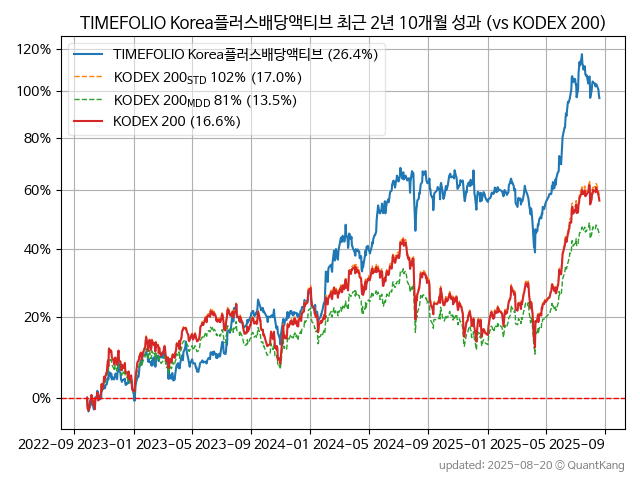 TIMEFOLIO Korea플러스배당액티브 최근 2년 10개월 성과 (vs KODEX 200)
120%
100%
80%
60%
40%
20%
0%
TIMEFOLIO Korea플러스배당액티브 (26.4%)
KODEX 200STD 102% (17.0%)
KODEX 200MDD 81% (13.5%)
KODEX 200 (16.6%)
2022-09 2023-01 2023-05 2023-09 2024-01 2024-05 2024-09 2025-01 2025-05 2025-09
updated: 2025-08-20 © QuantKang